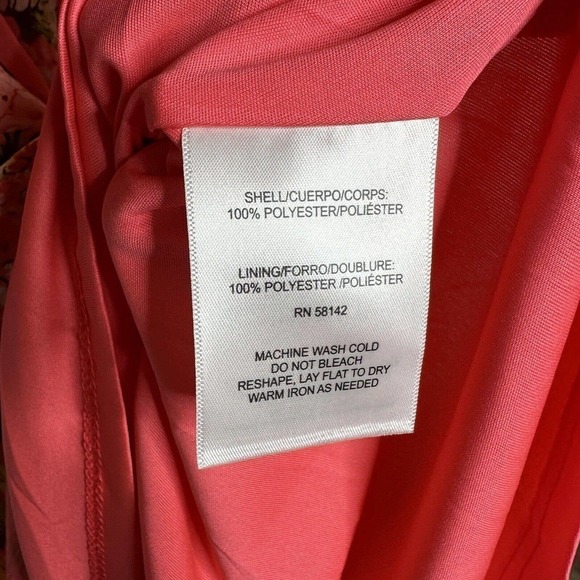 SHELL/CUERPO/CORPS:
100% POLYESTER/POLIÉSTER
LINING/FORRO/DOUBLURE:
100% POLYESTER /POLIÉSTER
RN 58142
MACHINE WASH COLD
DO NOT BLEACH
RESHAPE, LAY FLAT TO DRY
WARM IRON AS NEEDED